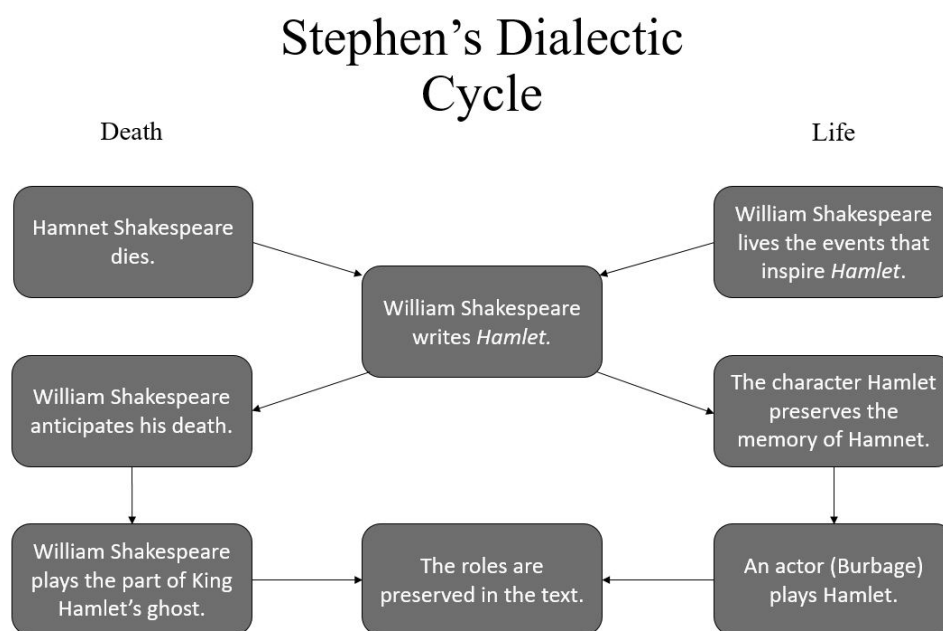 Stephen’s Dialectic
Cycle
Death
Life
Hamnet Shakespeare
dies.
William Shakespeare
lives the events that
inspire Hamlet.
William Shakespeare
writes Hamlet.
William Shakespeare
anticipates his death.
The character Hamlet
preserves the
memory of Hamnet.
William Shakespeare
plays the part of King
Hamlet’s ghost.
The roles are
preserved in the text.
An actor (Burbage)
plays Hamlet.